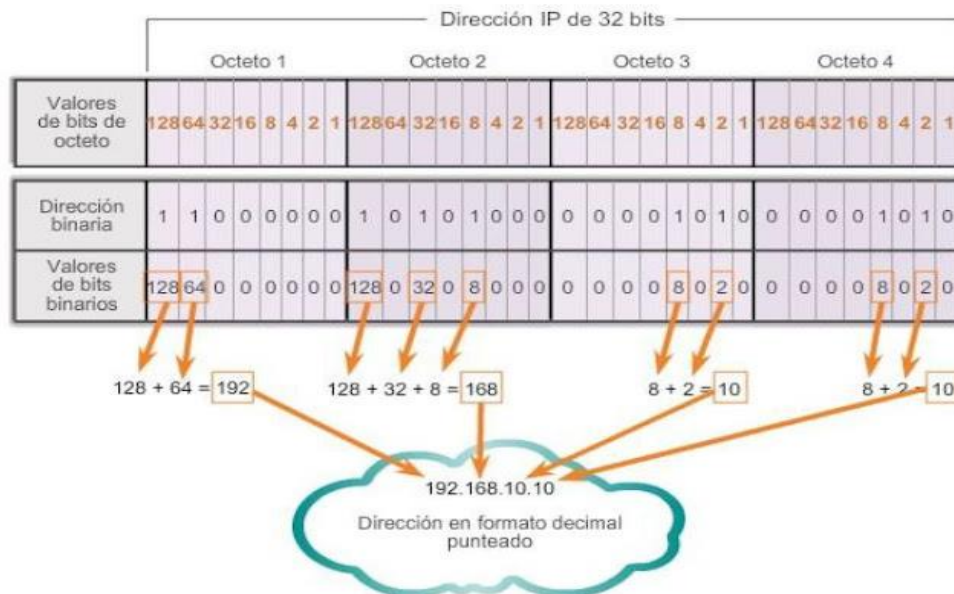 Dirección IP de 32 bits
Octeto 1 Octeto 2 Octeto 3 Octeto 4
Valores
de bits de
octeto
128 64 32 16 8 4 2 1 128 64 32 16 8 4 2 1 128 64 32 16 8 4 2 1 128 64 32 16 8 4 2 1
Dirección
binaria
1 1 0 0 0 0 0 0 1 0 1 0 1 0 0 0 0 0 0 0 1 0 1 0 0 0 0 0 1 0 1 0
Valores
de bits
binarios
128 64 0 0 0 0 0 0 128 0 32 0 8 0 0 0 0 0 0 0 8 0 2 0 0 0 0 0 8 0 2 0
128 + 64 = 192 128 + 32 + 8 = 168 8 + 2 = 10 8 + 2 = 10
192.168.10.10
Dirección en formato decimal
punteado